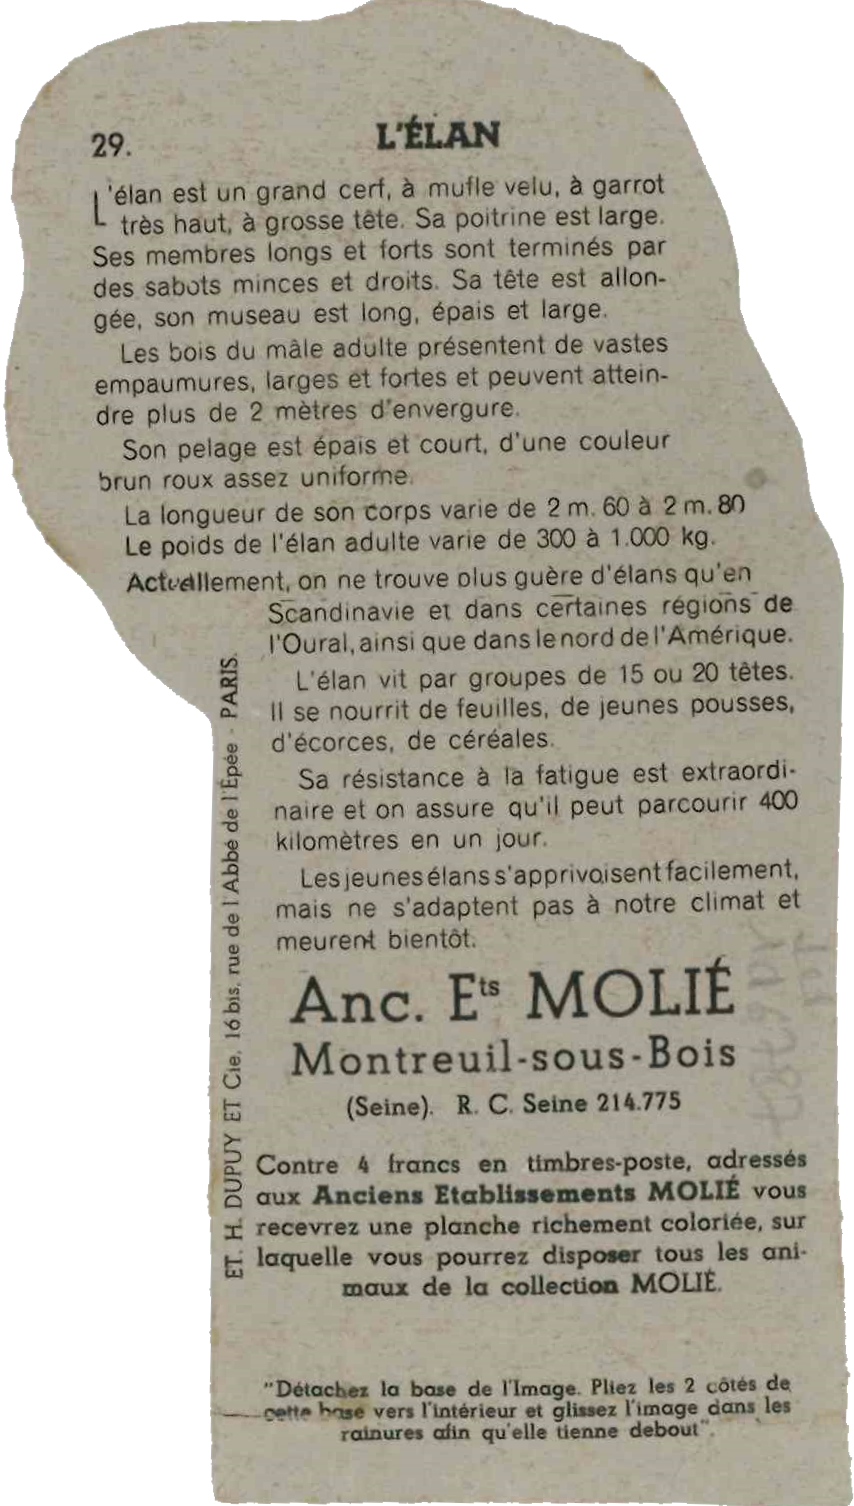 29.
L'ÉLAN
L'élan est un grand cerf, à mufle velu, à garrot
très haut, à grosse tête. Sa poitrine est large.
Ses membres longs et forts sont terminés par
des sabots minces et droits. Sa tête est allon-
gée, son museau est long, épais et large.
Les bois du mâle adulte présentent de vastes
empaumures, larges et fortes et peuvent attein-
dre plus de 2 mètres d'envergure.
Son pelage est épais et court, d'une couleur
brun roux assez uniforme.
La longueur de son corps varie de 2 m. 60 à 2 m. 80
Le poids de l'élan adulte varie de 300 à 1.000 kg.
Actuellement, on ne trouve plus guère d'élans qu'en
Scandinavie et dans certaines régions de
l'Oural, ainsi que dans le nord de l'Amérique.
L'élan vit par groupes de 15 ou 20 têtes.
Il se nourrit de feuilles, de jeunes pousses,
d'écorces, de céréales.
Sa résistance à la fatigue est extraordi-
naire et on assure qu'il peut parcourir 400
kilomètres en un jour.
Les jeunes élans s'apprivoisent facilement,
mais ne s'adaptent pas à notre climat et
meurent bientôt.
Anc. Ets MOLIÉ
Montreuil-sous-Bois
(Seine). R. C. Seine 214.775
Contre 4 francs en timbres-poste, adressés
aux Anciens Etablissements MOLIÉ vous
recevrez une planche richement coloriée, sur
laquelle vous pourrez disposer tous les ani-
maux de la collection MOLIÉ.
"Détachez la base de l'Image. Pliez les 2 côtés de
cette base vers l'intérieur et glissez l'image dans les
rainures afin qu'elle tienne debout".
ET. H. DUPUY ET Cie. 16 bis, rue de l'Abbé de l'Épée - PARIS.